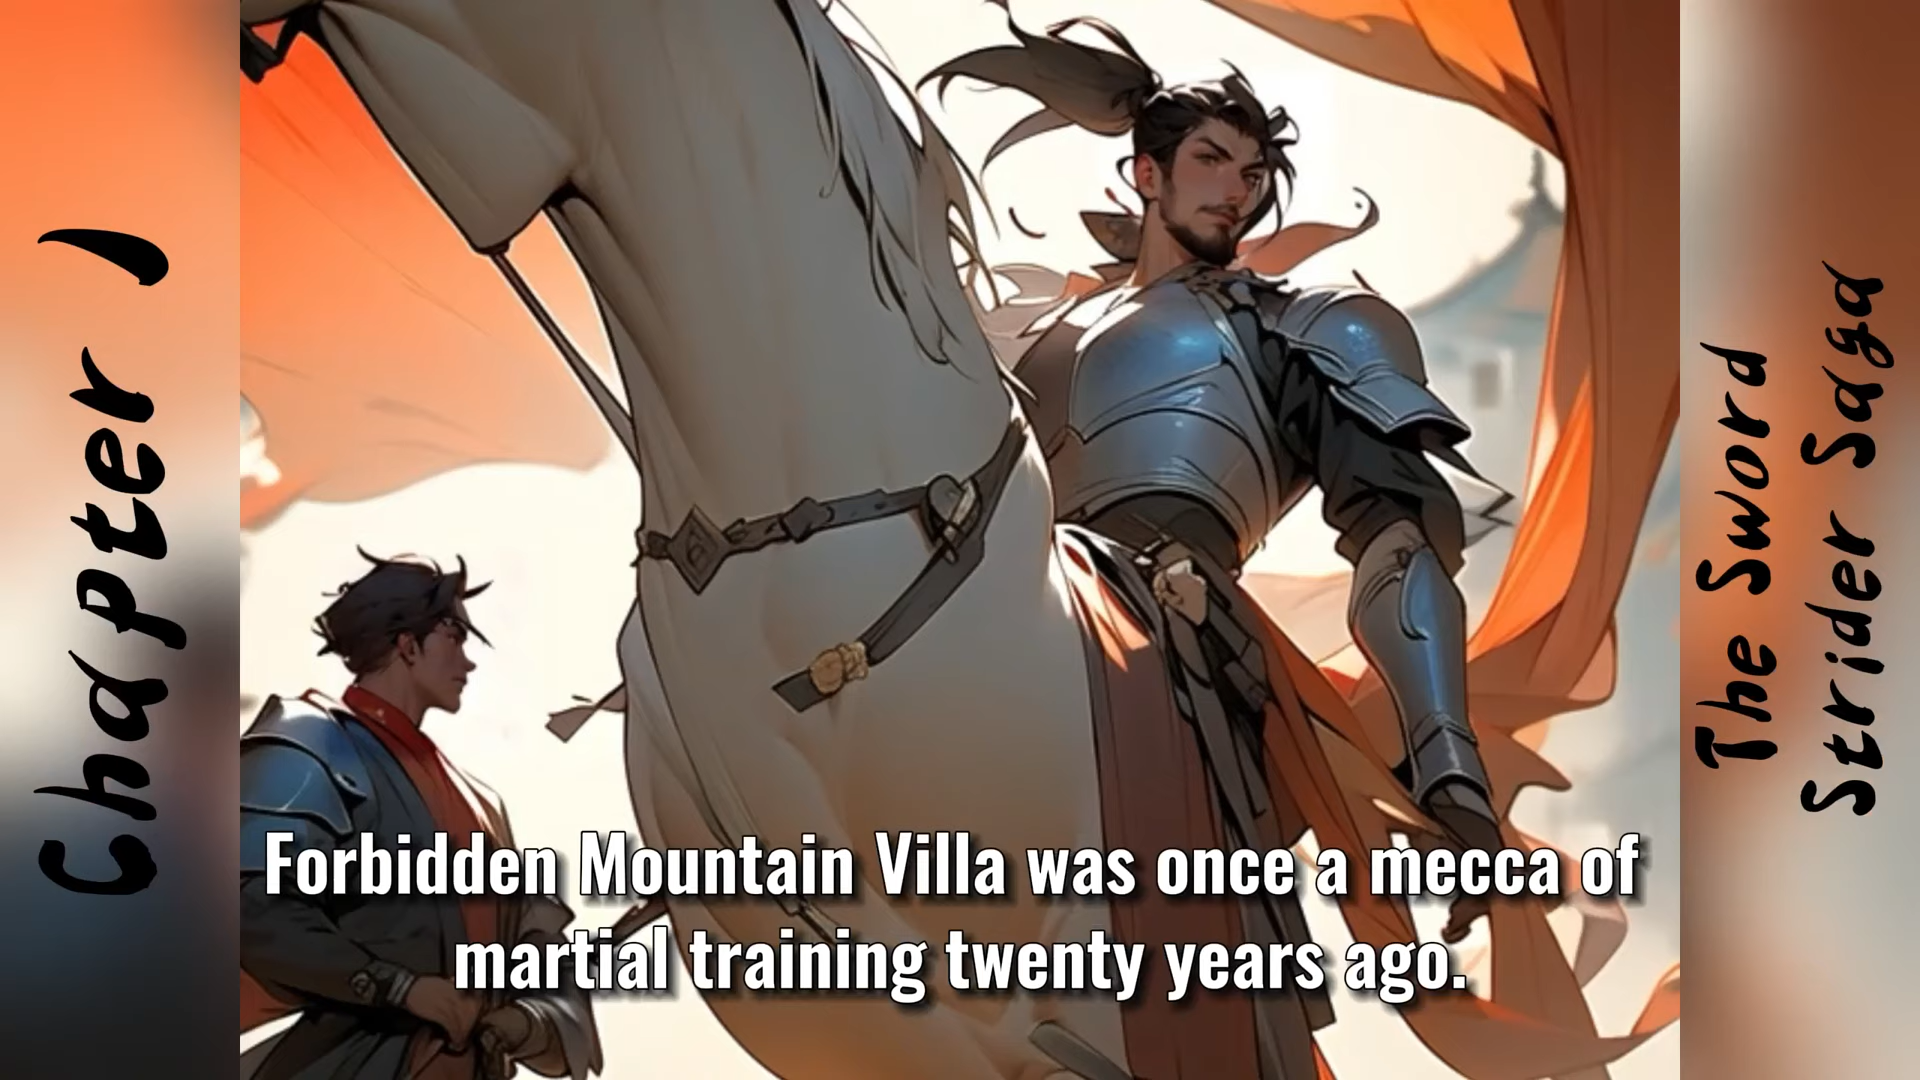 Chapter 1
Forbidden Mountain Villa was once a mecca of
martial training twenty years ago.
The Sword
Strider Saga